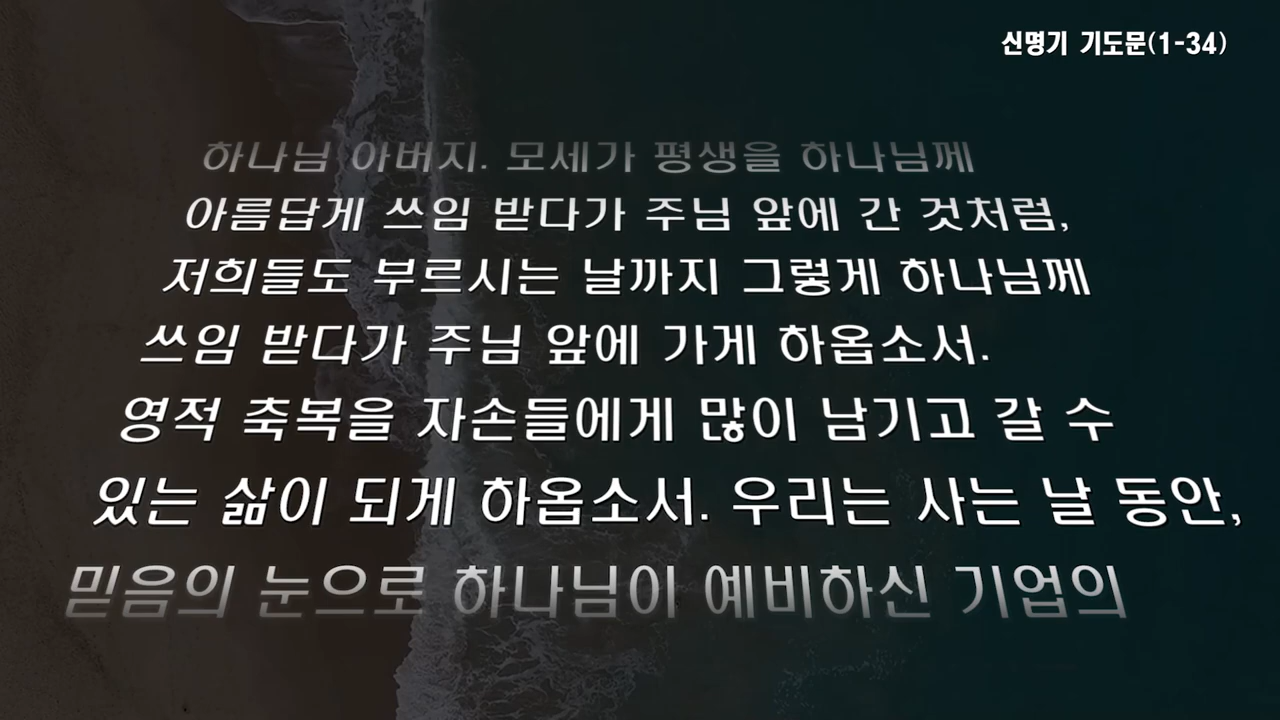 신명기 기도문(1-34)
하나님 아버지. 모세가 평생을 하나님께
아름답게 쓰임 받다가 주님 앞에 간 것처럼,
저희들도 부르시는 날까지 그렇게 하나님께
쓰임 받다가 주님 앞에 가게 하옵소서.
영적 축복을 자손들에게 많이 남기고 갈 수
있는 삶이 되게 하옵소서. 우리는 사는 날 동안,
믿음의 눈으로 하나님이 예비하신 기업의